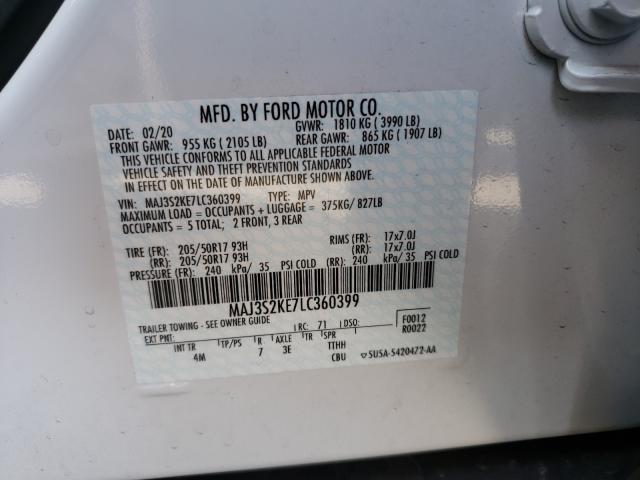 MFD. BY FORD MOTOR CO.
DATE: 02/20 GVWR: 1810 KG ( 3990 LB)
FRONT GAWR: 955 KG ( 2105 LB) REAR GAWR: 865 KG ( 1907 LB)
THIS VEHICLE CONFORMS TO ALL APPLICABLE FEDERAL MOTOR
VEHICLE SAFETY AND THEFT PREVENTION STANDARDS
IN EFFECT ON THE DATE OF MANUFACTURE SHOWN ABOVE.
VIN: MAJ3S2KE7LC360399 TYPE: MPV
MAXIMUM LOAD = OCCUPANTS + LUGGAGE = 375KG/ 827LB
OCCUPANTS = 5 TOTAL; 2 FRONT, 3 REAR
TIRE (FR): 205/50R17 93H RIMS (FR): 17x7.0J
(RR): 205/50R17 93H (RR): 17x7.0J
PRESSURE (FR): 240 kPa/ 35 PSI COLD (RR): 240 kPa/ 35 PSI COLD
MAJ3S2KE7LC360399
TRAILER TOWING - SEE OWNER GUIDE
F0012
R0022
EXT PNT: RC: 71 DSO:
INT TR TP/PS R AXLE TR SPR
4M 7 3E TTHH
CBU 5U5A-5420472-AA